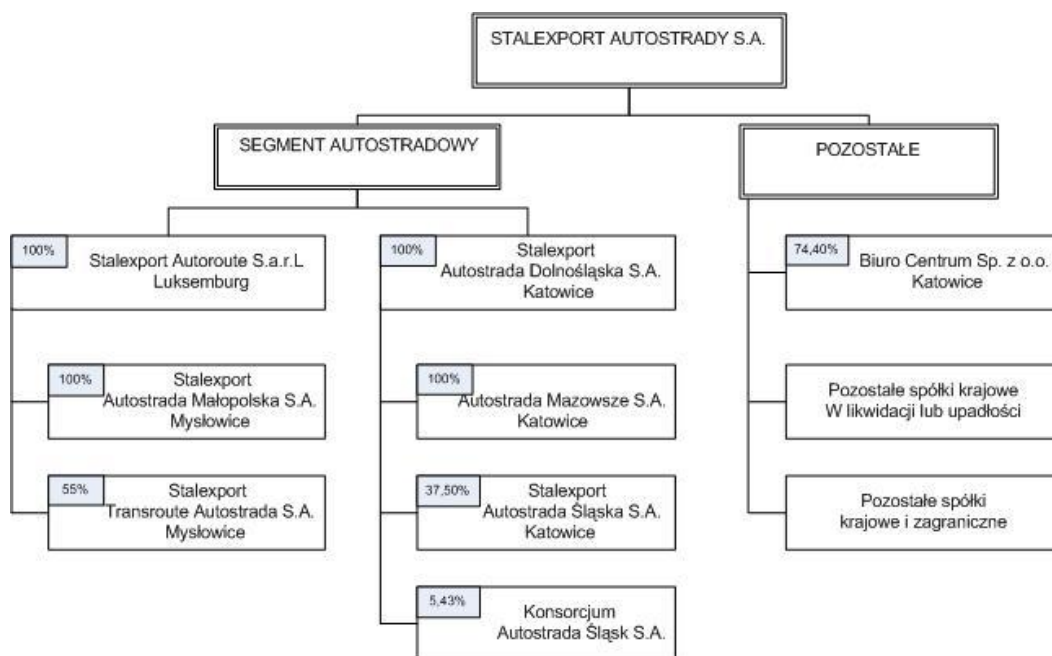 STALEXPORT AUTOSTRADY S.A.
SEGMENT AUTOSTRADOWY
POZOSTAŁE
100%
Stalexport Autoroute S.a.r.L
Luksemburg
100%
Stalexport
Autostrada Małopolska S.A.
Mysłowice
55%
Stalexport
Transroute Autostrada S.A.
Mysłowice
100%
Stalexport
Autostrada Dolnośląska S.A.
Katowice
100%
Autostrada Mazowsze S.A.
Katowice
37,50%
Stalexport
Autostrada Śląska S.A.
Katowice
5,43%
Konsorcjum
Autostrada Śląsk S.A.
74,40%
Biuro Centrum Sp. z o.o.
Katowice
Pozostałe spółki krajowe
W likwidacji lub upadłości
Pozostałe spółki
krajowe i zagraniczne